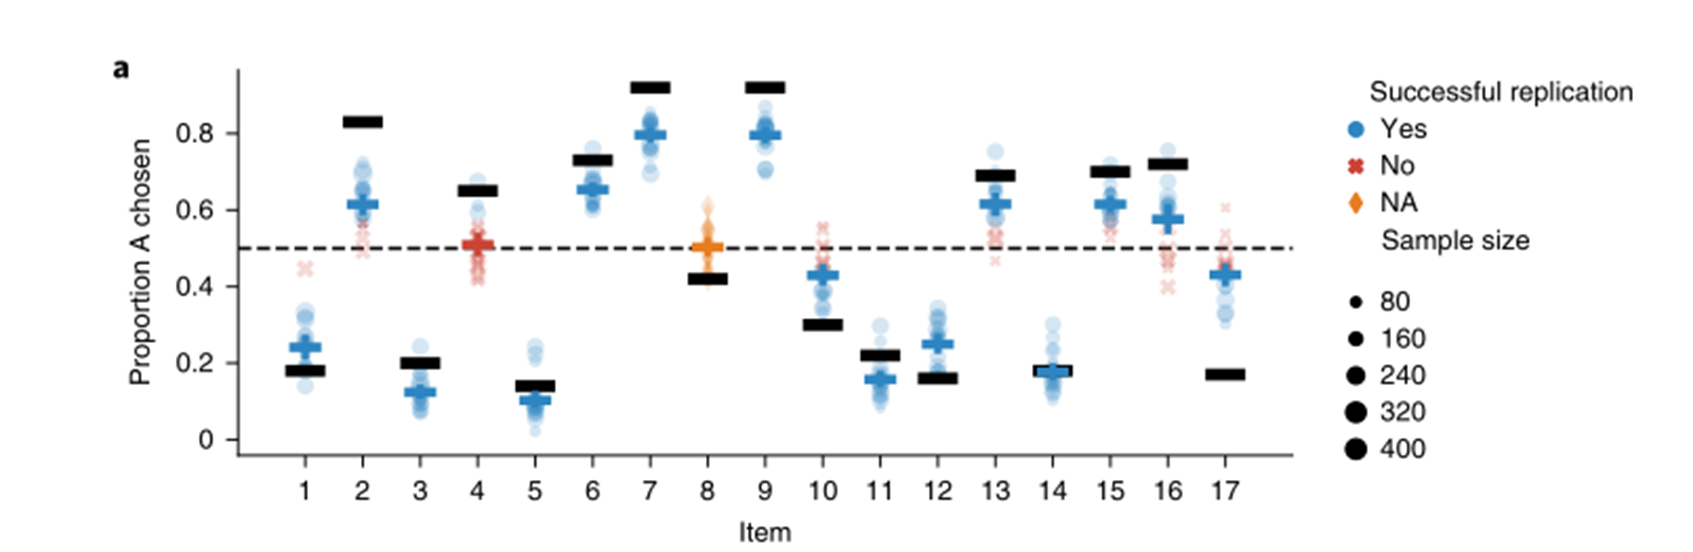 a
Successful replication
Yes
No
NA
Sample size
80
160
240
320
400
Proportion A chosen
0.8
0.6
0.4
0.2
0
1 2 3 4 5 6 7 8 9 10 11 12 13 14 15 16 17
Item